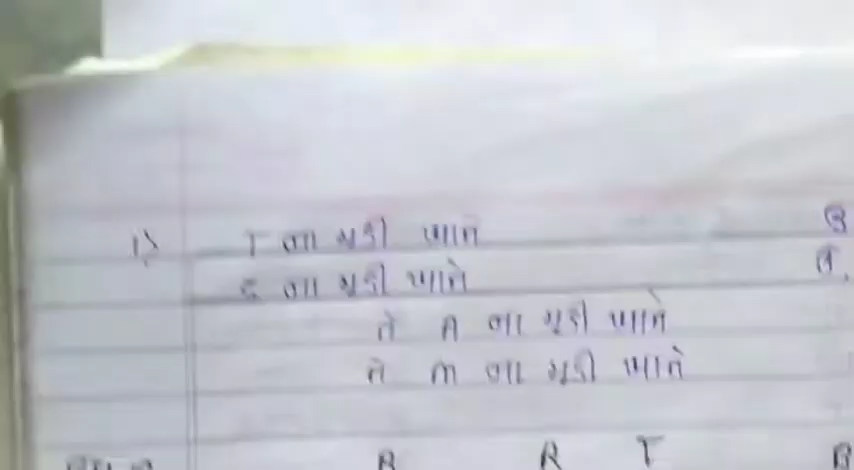 1) T ના મૂડી ખાતે B
ના મૂડી ખાતે
તે A ના મૂડી ખાતે
તે m ના મૂડી ખાતે
B R T B